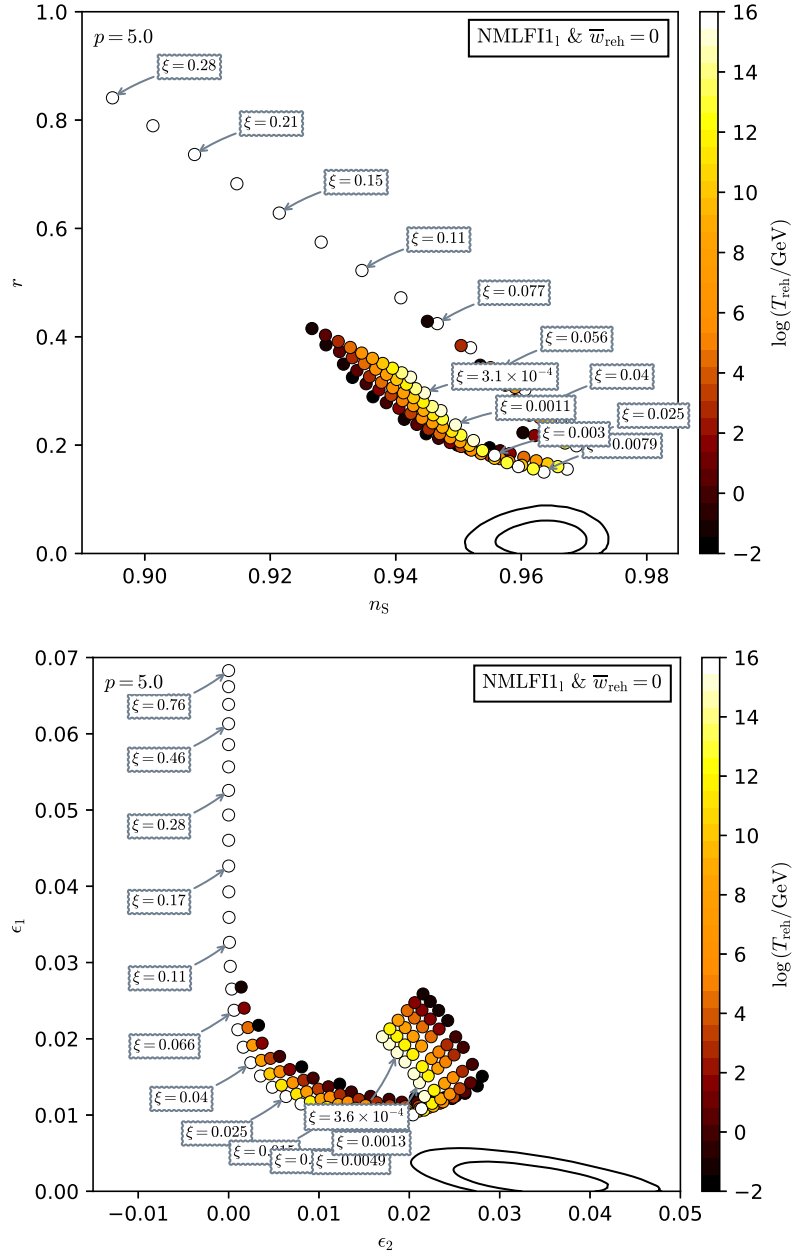 p = 5.0
NMLFI1ₗ & w̅_reh = 0
1.0
0.8
0.6
0.4
0.2
0.0
r
0.90
0.92
0.94
0.96
0.98
n_S
ξ = 0.28
ξ = 0.21
ξ = 0.15
ξ = 0.11
ξ = 0.077
ξ = 0.056
ξ = 3.1 × 10⁻⁴
ξ = 0.04
ξ = 0.0011
ξ = 0.025
ξ = 0.003
0.0079
16
14
12
10
8
6
4
2
0
−2
log (T_reh/GeV)
p = 5.0
NMLFI1ₗ & w̅_reh = 0
0.07
0.06
0.05
0.04
0.03
0.02
0.01
0.00
ϵ₁
−0.01
0.00
0.01
0.02
0.03
0.04
0.05
ϵ₂
ξ = 0.76
ξ = 0.46
ξ = 0.28
ξ = 0.17
ξ = 0.11
ξ = 0.066
ξ = 0.04
ξ = 3.6 × 10⁻⁴
ξ = 0.025
ξ = 0.0013
ξ = 0.0049
16
14
12
10
8
6
4
2
0
−2
log (T_reh/GeV)